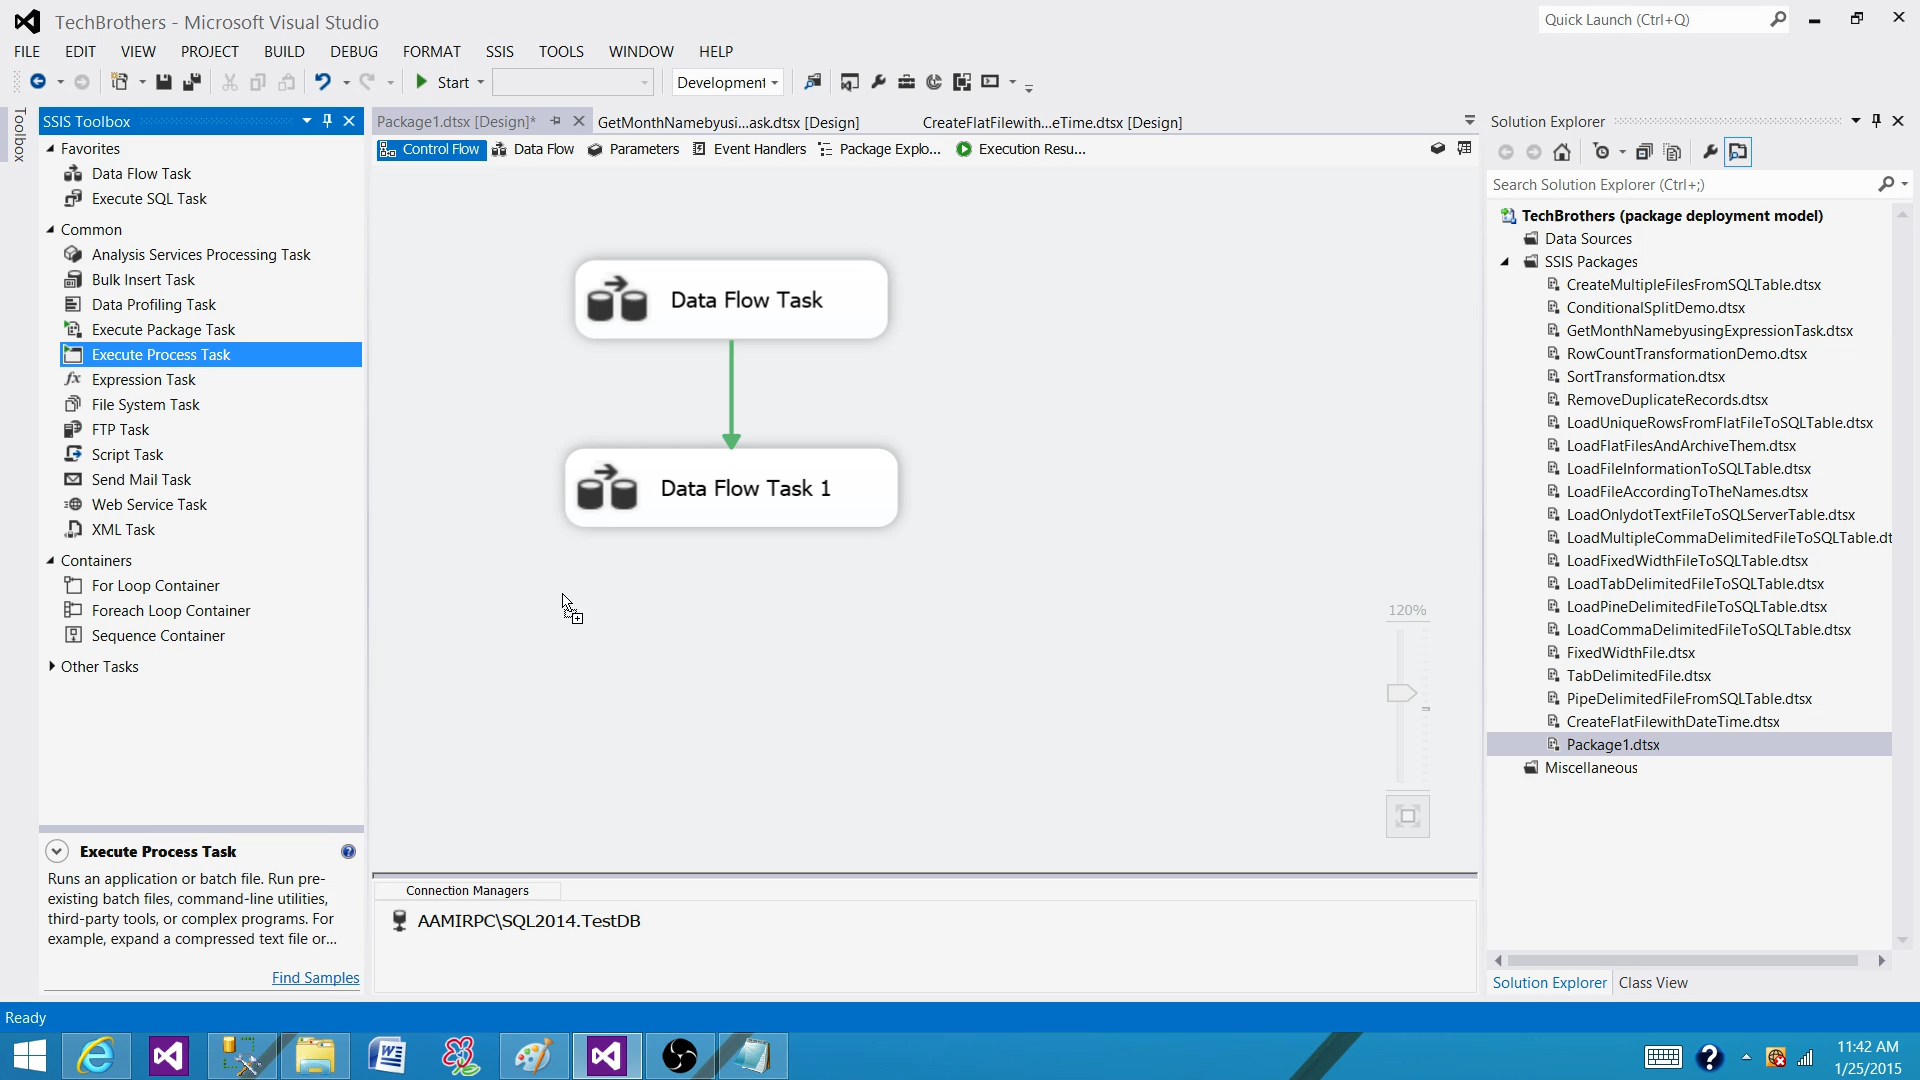 TechBrothers - Microsoft Visual Studio
Quick Launch (Ctrl+Q)
FILE EDIT VIEW PROJECT BUILD DEBUG FORMAT SSIS TOOLS WINDOW HELP
Start
Development
Toolbox
SSIS Toolbox
Favorites
Data Flow Task
Execute SQL Task
Common
Analysis Services Processing Task
Bulk Insert Task
Data Profiling Task
Execute Package Task
Execute Process Task
Expression Task
File System Task
FTP Task
Script Task
Send Mail Task
Web Service Task
XML Task
Containers
For Loop Container
Foreach Loop Container
Sequence Container
Other Tasks
Execute Process Task
Runs an application or batch file. Run pre-
existing batch files, command-line utilities,
third-party tools, or complex programs. For
example, expand a compressed text file or...
Find Samples
Package1.dtsx [Design]* GetMonthNamebyusi...ask.dtsx [Design] CreateFlatFilewith...eTime.dtsx [Design]
Control Flow Data Flow Parameters Event Handlers Package Explo... Execution Resu...
Data Flow Task
Data Flow Task 1
120%
Connection Managers
AAMIRPC\SQL2014.TestDB
Solution Explorer
Search Solution Explorer (Ctrl+;)
TechBrothers (package deployment model)
Data Sources
SSIS Packages
CreateMultipleFilesFromSQLTable.dtsx
ConditionalSplitDemo.dtsx
GetMonthNamebyusingExpressionTask.dtsx
RowCountTransformationDemo.dtsx
SortTransformation.dtsx
RemoveDuplicateRecords.dtsx
LoadUniqueRowsFromFlatFileToSQLTable.dtsx
LoadFlatFilesAndArchiveThem.dtsx
LoadFileInformationToSQLTable.dtsx
LoadFileAccordingToTheNames.dtsx
LoadOnlydotTextFileToSQLServerTable.dtsx
LoadMultipleCommaDelimitedFileToSQLTable.dt
LoadFixedWidthFileToSQLTable.dtsx
LoadTabDelimitedFileToSQLTable.dtsx
LoadPineDelimitedFileToSQLTable.dtsx
LoadCommaDelimitedFileToSQLTable.dtsx
FixedWidthFile.dtsx
TabDelimitedFile.dtsx
PipeDelimitedFileFromSQLTable.dtsx
CreateFlatFilewithDateTime.dtsx
Package1.dtsx
Miscellaneous
Solution Explorer Class View
Ready
11:42 AM
1/25/2015